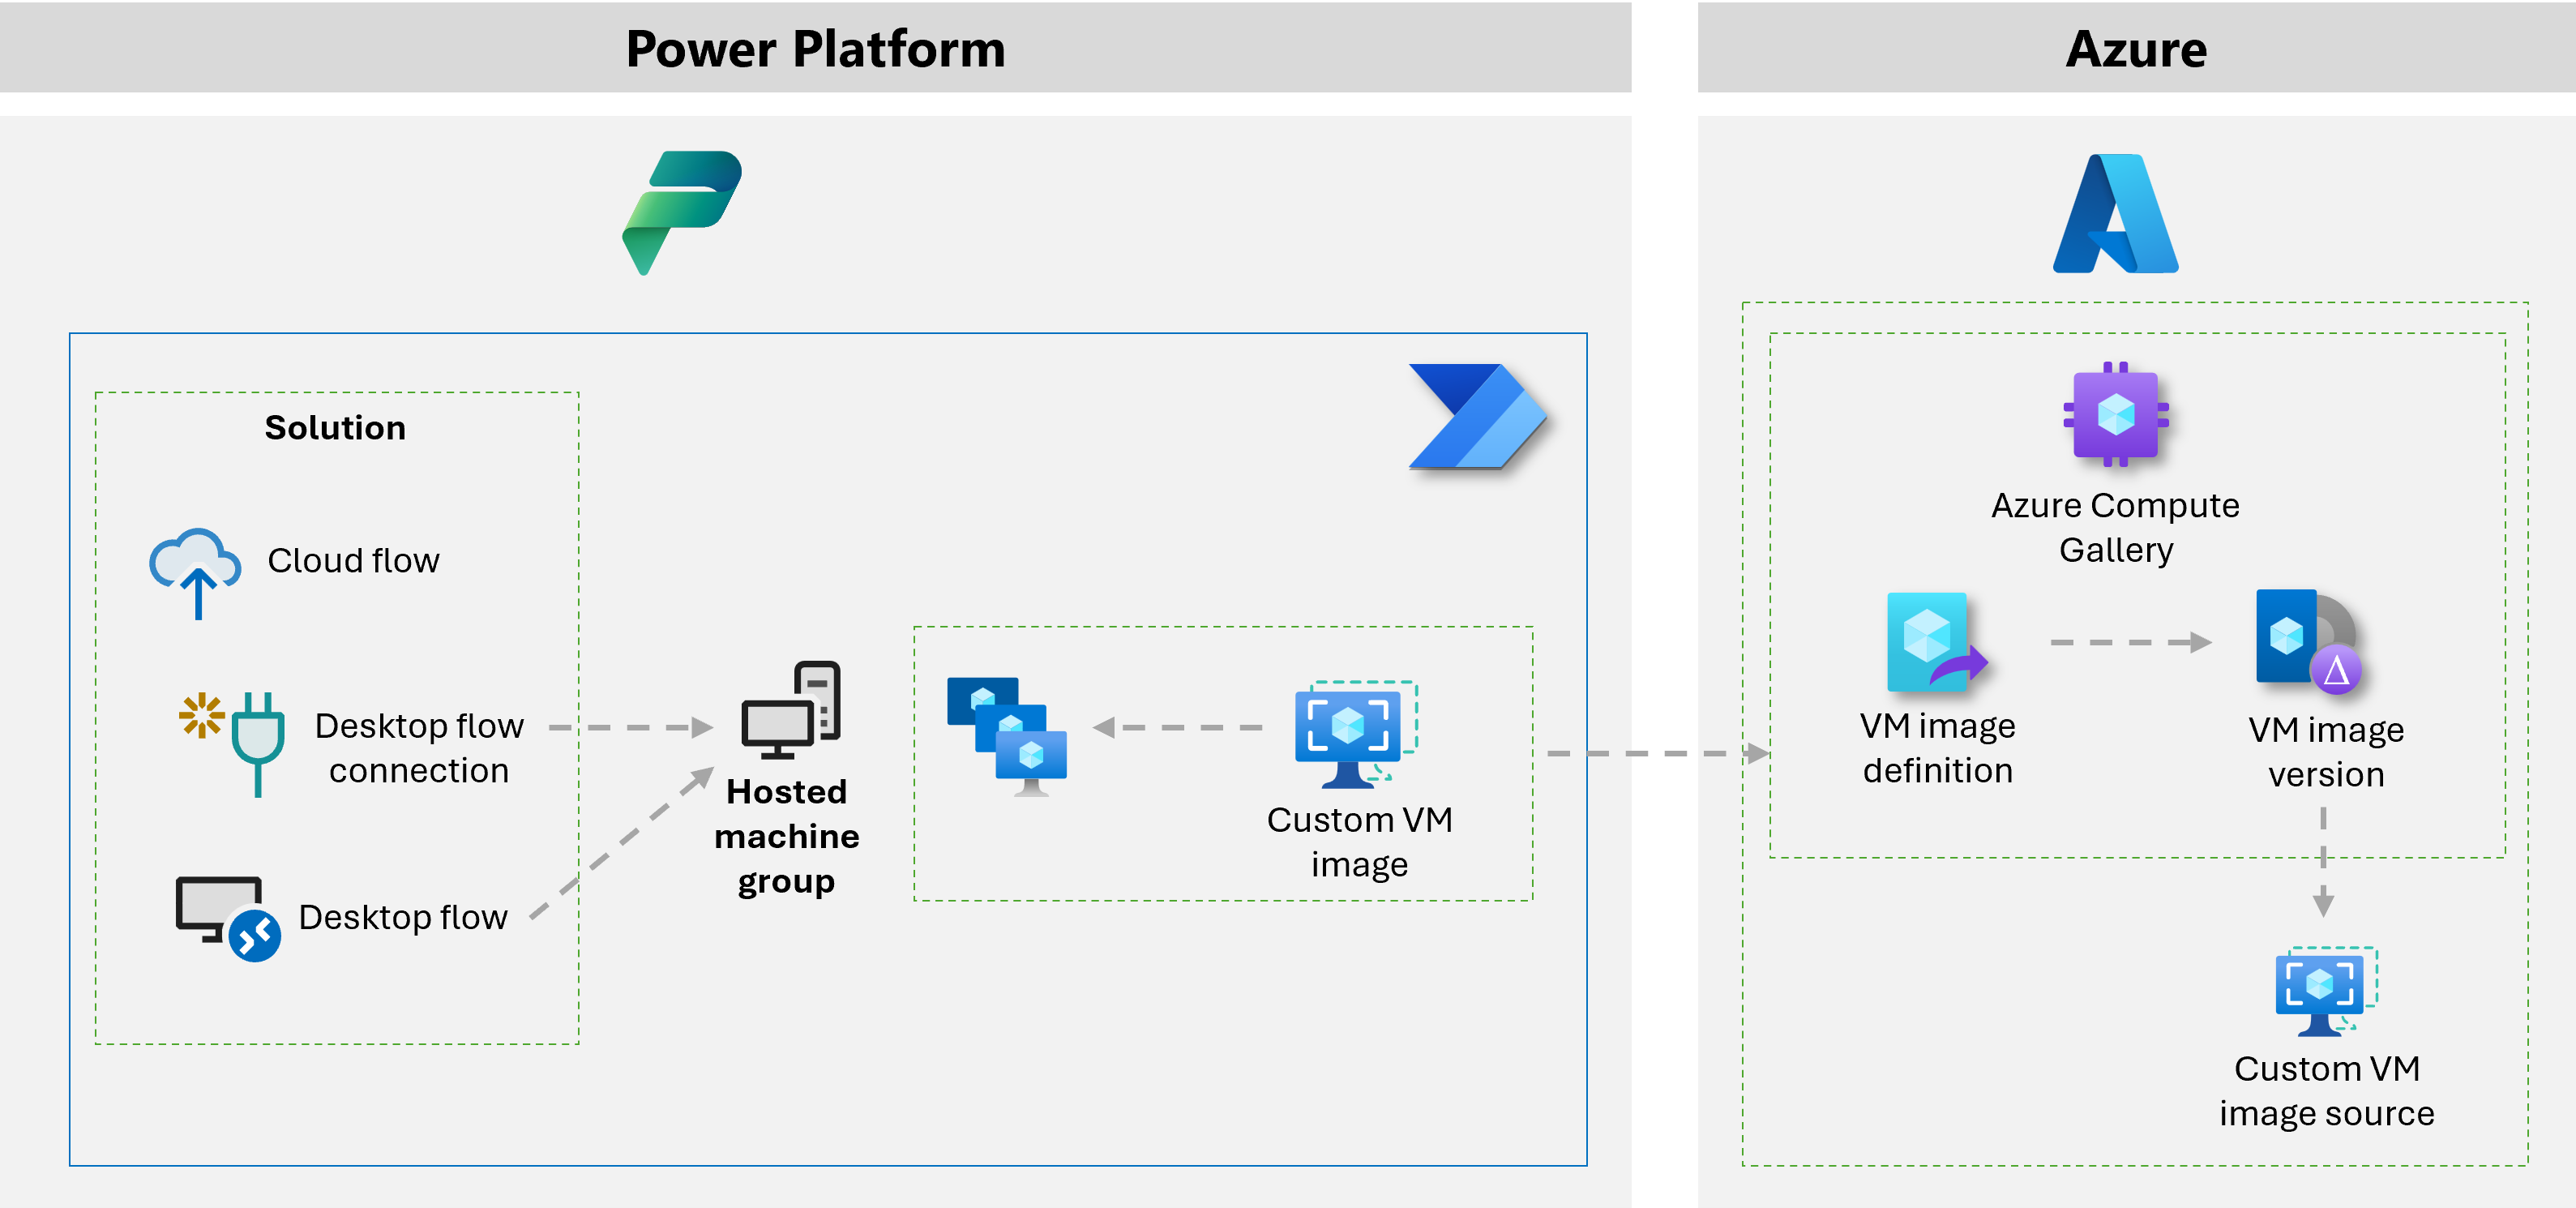 Power Platform
Azure
Solution
Cloud flow
Desktop flow
connection
Desktop flow
Hosted
machine
group
Custom VM
image
Azure Compute
Gallery
VM image
definition
VM image
version
Custom VM
image source